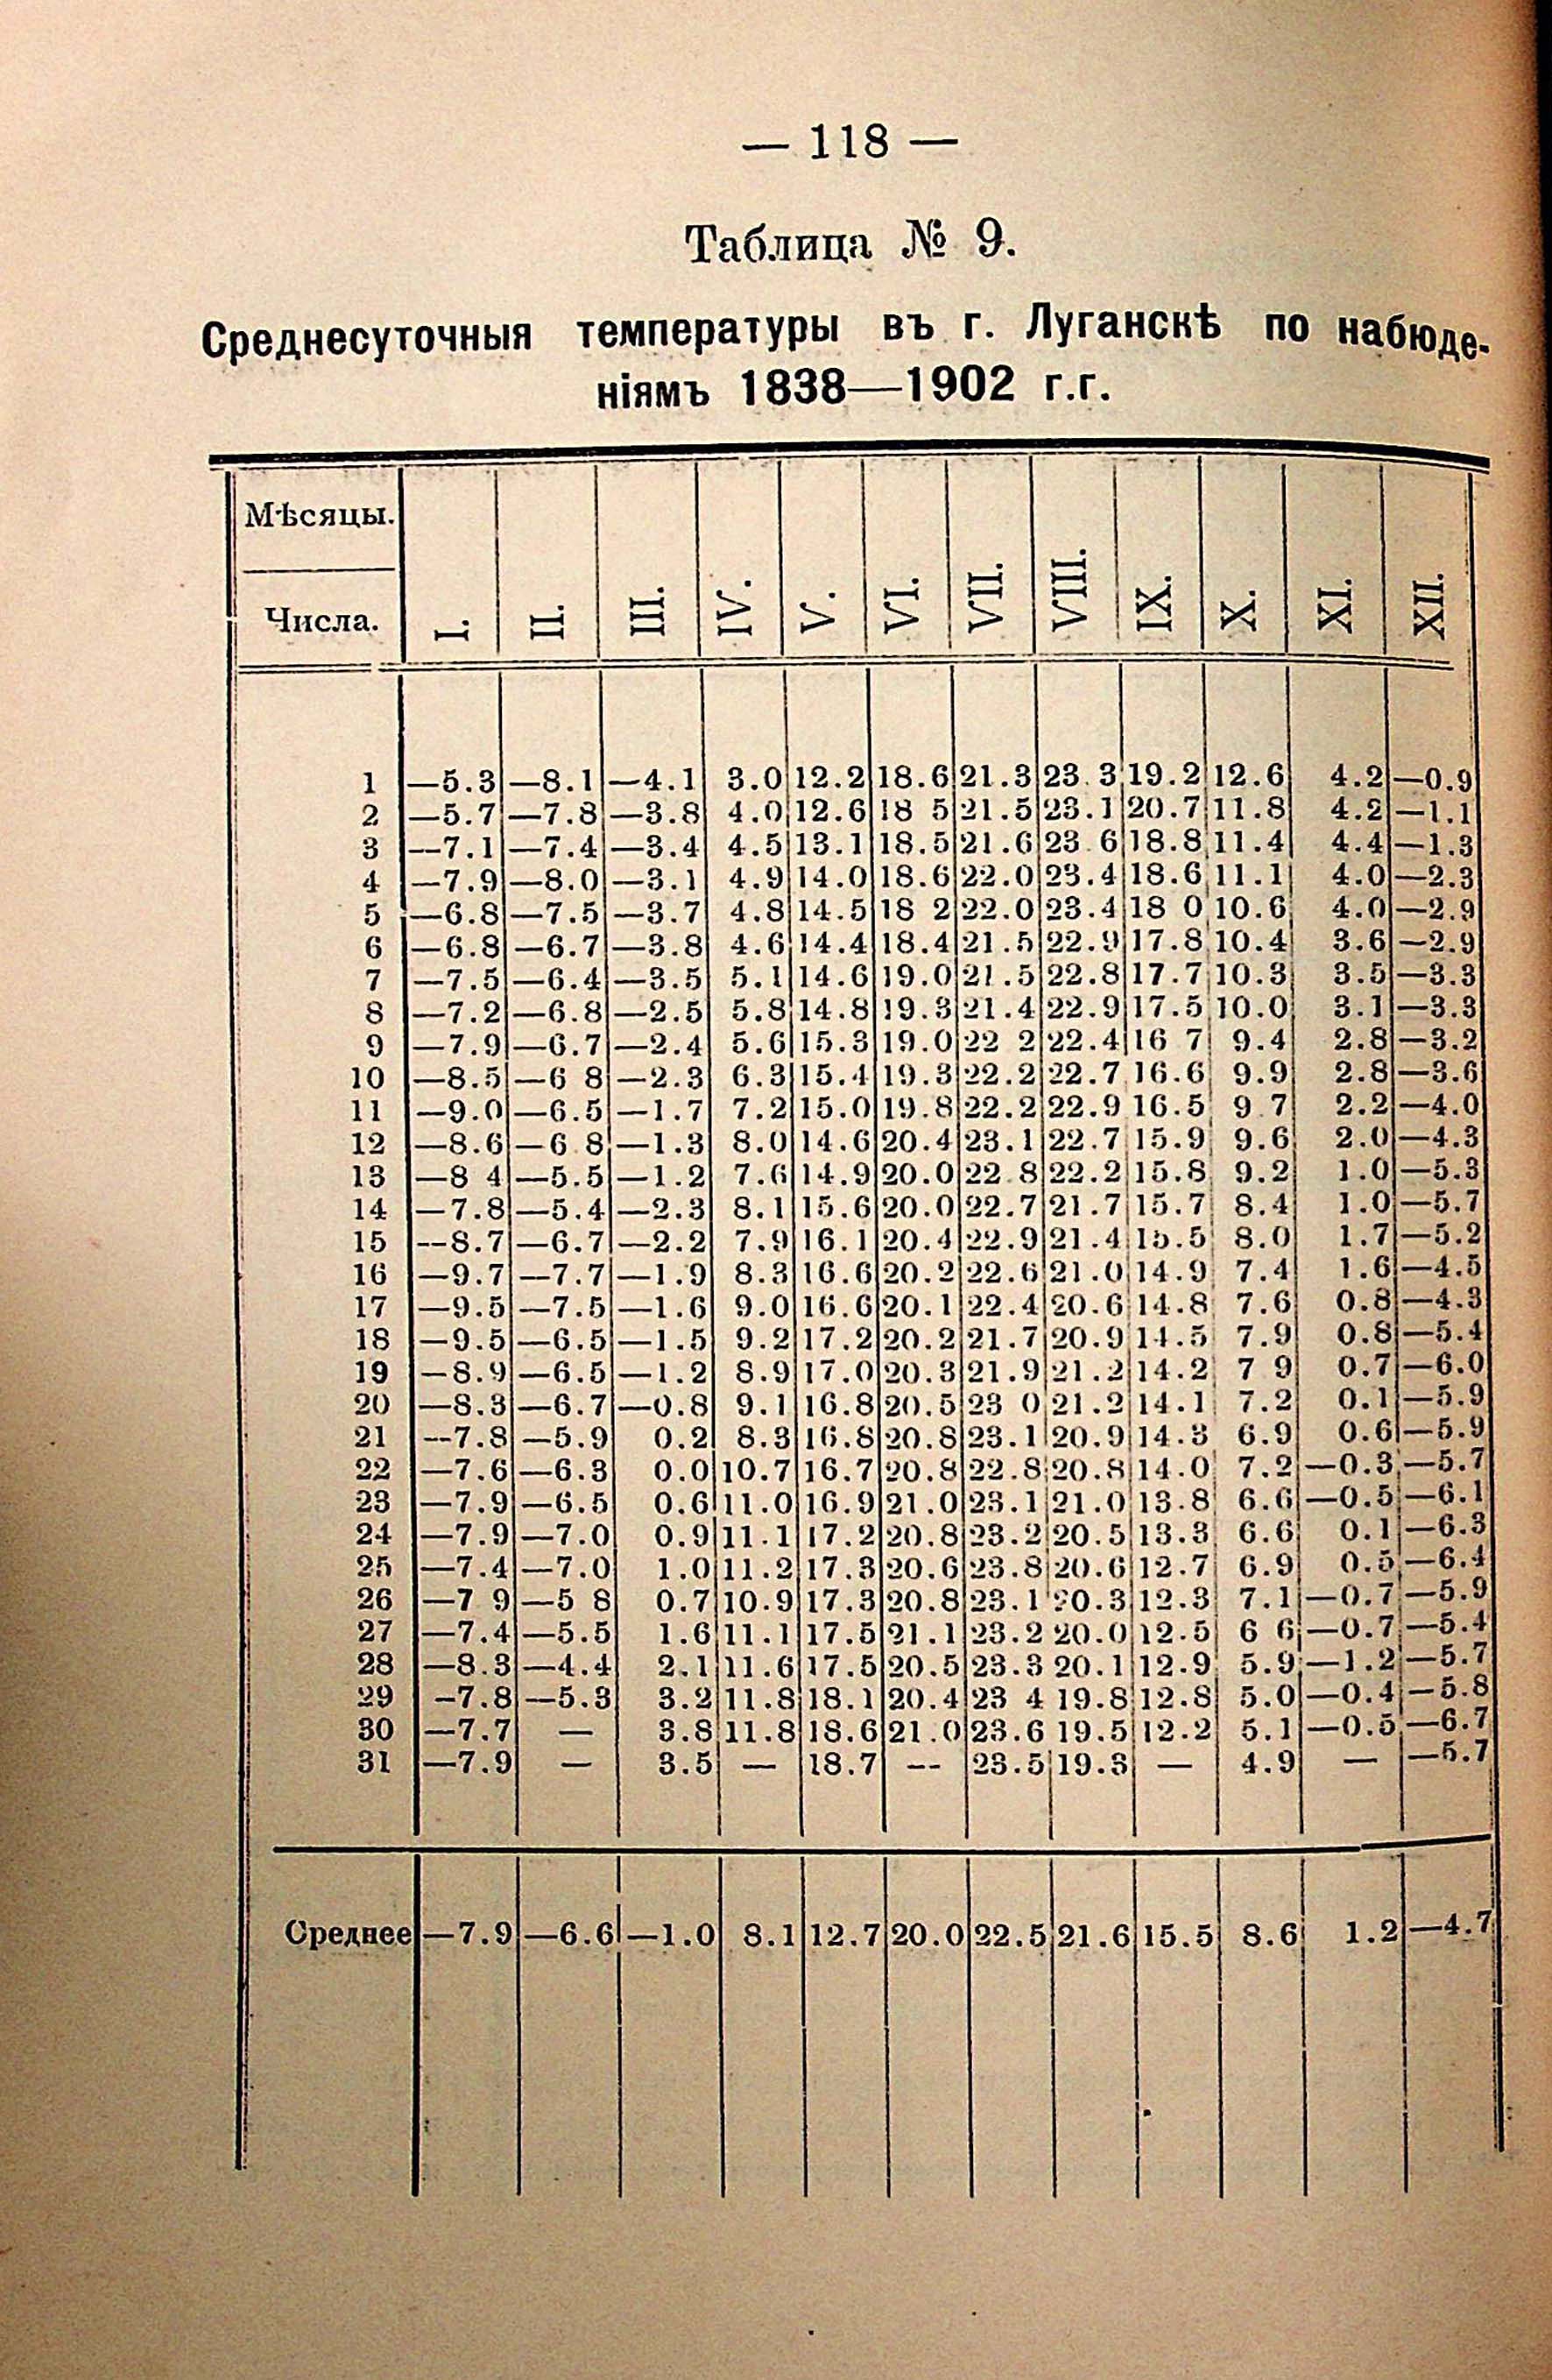 — 118 —
Таблица № 9.
Среднесуточныя температуры въ г. Луганскѣ по набюде-
ніямъ 1838—1902 г.г.
Мѣсяцы.
Числа. I. II. III. IV. V. VI. VII. VIII. IX. X. XI. XII.
1 —5.3 —8.1 —4.1 3.0 12.2 18.6 21.3 23.3 19.2 12.6 4.2 —0.9
2 —5.7 —7.8 —3.8 4.0 12.6 18 5 21.5 23.1 20.7 11.8 4.2 —1.1
3 —7.1 —7.4 —3.4 4.5 13.1 18.5 21.6 23.6 18.8 11.4 4.4 —1.3
4 —7.9 —8.0 —3.1 4.9 14.0 18.6 22.0 23.4 18.6 11.1 4.0 —2.3
5 —6.8 —7.5 —3.7 4.8 14.5 18 2 22.0 23.4 18 0 10.6 4.0 —2.9
6 —6.8 —6.7 —3.8 4.6 14.4 18.4 21.5 22.9 17.8 10.4 3.6 —2.9
7 —7.5 —6.4 —3.5 5.1 14.6 19.0 21.5 22.8 17.7 10.3 3.5 —3.3
8 —7.2 —6.8 —2.5 5.8 14.8 19.3 21.4 22.9 17.5 10.0 3.1 —3.3
9 —7.9 —6.7 —2.4 5.6 15.3 19.0 22 2 22.4 16 7 9.4 2.8 —3.2
10 —8.5 —6 8 —2.3 6.3 15.4 19.3 22.2 22.7 16.6 9.9 2.8 —3.6
11 —9.0 —6.5 —1.7 7.2 15.0 19.8 22.2 22.9 16.5 9 7 2.2 —4.0
12 —8.6 —6 8 —1.3 8.0 14.6 20.4 23.1 22.7 15.9 9.6 2.0 —4.3
13 —8 4 —5.5 —1.2 7.6 14.9 20.0 22.8 22.2 15.8 9.2 1.0 —5.3
14 —7.8 —5.4 —2.3 8.1 15.6 20.0 22.7 21.7 15.7 8.4 1.0 —5.7
15 —8.7 —6.7 —2.2 7.9 16.1 20.4 22.9 21.4 15.5 8.0 1.7 —5.2
16 —9.7 —7.7 —1.9 8.3 16.6 20.2 22.6 21.0 14.9 7.4 1.6 —4.5
17 —9.5 —7.5 —1.6 9.0 16.6 20.1 22.4 20.6 14.8 7.6 0.8 —4.3
18 —9.5 —6.5 —1.5 9.2 17.2 20.2 21.7 20.9 14.5 7.9 0.8 —5.4
19 —8.9 —6.5 —1.2 8.9 17.0 20.3 21.9 21.2 14.2 7 9 0.7 —6.0
20 —8.3 —6.7 —0.8 9.1 16.8 20.5 23 0 21.2 14.1 7.2 0.1 —5.9
21 —7.8 —5.9 0.2 8.3 16.8 20.8 23.1 20.9 14.3 6.9 0.6 —5.9
22 —7.6 —6.3 0.0 10.7 16.7 20.8 22.8 20.8 14.0 7.2 —0.3 —5.7
23 —7.9 —6.5 0.6 11.0 16.9 21.0 23.1 21.0 13.8 6.6 —0.5 —6.1
24 —7.9 —7.0 0.9 11.1 17.2 20.8 23.2 20.5 13.3 6.6 0.1 —6.3
25 —7.4 —7.0 1.0 11.2 17.3 20.6 23.8 20.6 12.7 6.9 0.5 —6.4
26 —7 9 —5 8 0.7 10.9 17.3 20.8 23.1 20.3 12.3 7.1 —0.7 —5.9
27 —7.4 —5.5 1.6 11.1 17.5 21.1 23.2 20.0 12.5 6 6 —0.7 —5.4
28 —8.3 —4.4 2.1 11.6 17.5 20.5 23.3 20.1 12.9 5.9 —1.2 —5.7
29 —7.8 —5.3 3.2 11.8 18.1 20.4 23 4 19.8 12.8 5.0 —0.4 —5.8
30 —7.7 — 3.8 11.8 18.6 21.0 23.6 19.5 12.2 5.1 —0.5 —6.7
31 —7.9 — 3.5 — 18.7 — 23.5 19.3 — 4.9 — —5.7
Среднее —7.9 —6.6 —1.0 8.1 12.7 20.0 22.5 21.6 15.5 8.6 1.2 —4.7